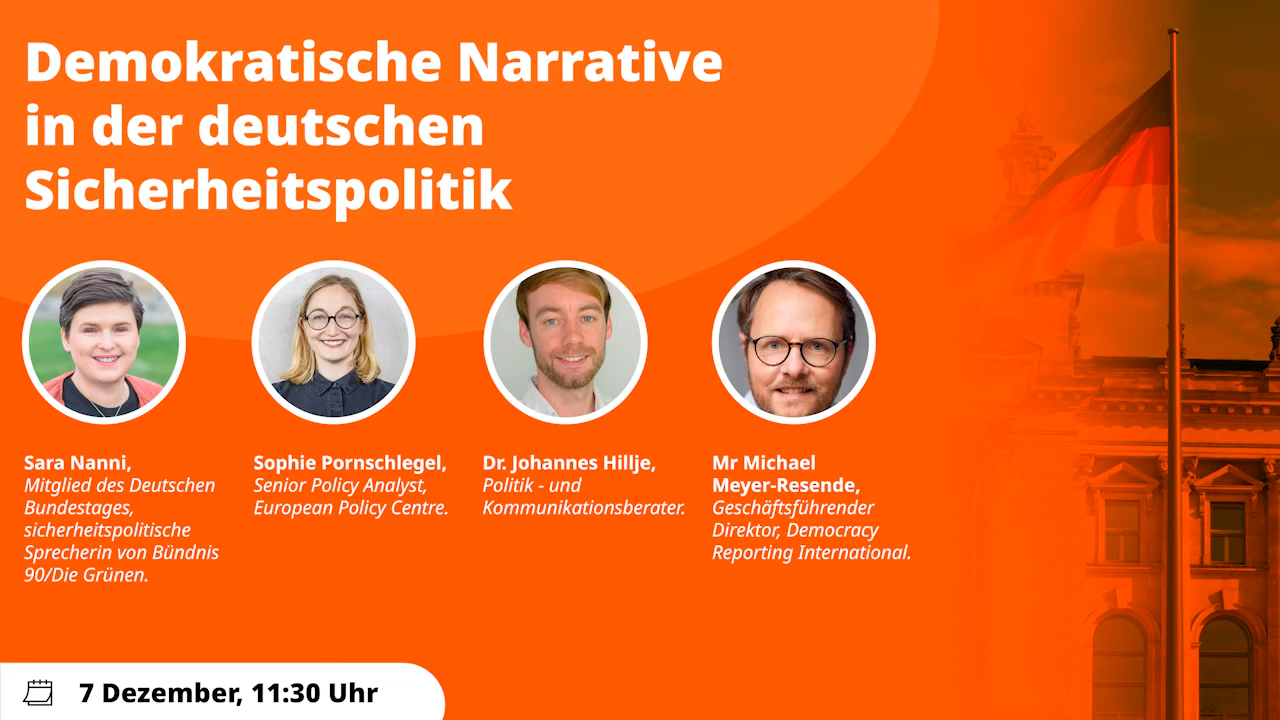 Demokratische Narrative
in der deutschen
Sicherheitspolitik
Sara Nanni,
Mitglied des Deutschen
Bundestages,
sicherheitspolitische
Sprecherin von Bündnis
90/Die Grünen.
Sophie Pornschlegel,
Senior Policy Analyst,
European Policy Centre.
Dr. Johannes Hillje,
Politik - und
Kommunikationsberater.
Mr Michael
Meyer-Resende,
Geschäftsführender
Direktor, Democracy
Reporting International.
7 Dezember, 11:30 Uhr